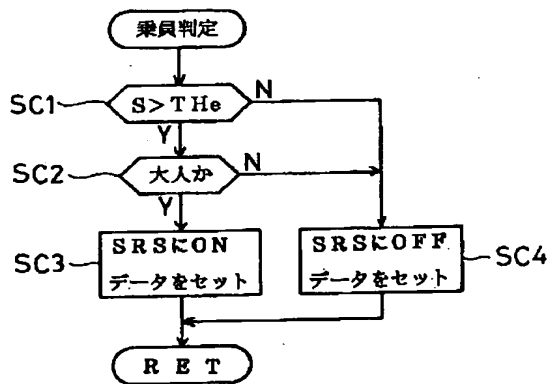 乗員判定
SC1
S>THe
N
Y
SC2
大人か
N
Y
SC3
SRSにON
データをセット
SRSにOFF
データをセット
SC4
RET